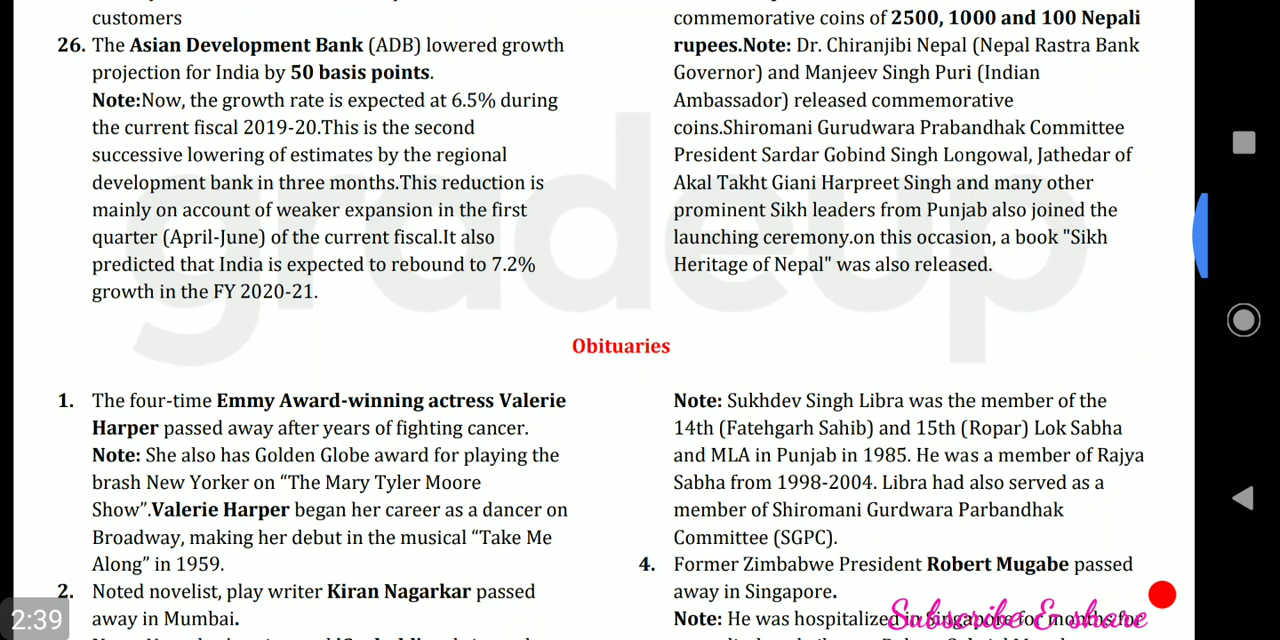 customers
26. The Asian Development Bank (ADB) lowered growth
projection for India by 50 basis points.
Note:Now, the growth rate is expected at 6.5% during
the current fiscal 2019-20.This is the second
successive lowering of estimates by the regional
development bank in three months.This reduction is
mainly on account of weaker expansion in the first
quarter (April-June) of the current fiscal.It also
predicted that India is expected to rebound to 7.2%
growth in the FY 2020-21.
commemorative coins of 2500, 1000 and 100 Nepali
rupees.Note: Dr. Chiranjibi Nepal (Nepal Rastra Bank
Governor) and Manjeev Singh Puri (Indian
Ambassador) released commemorative
coins.Shiromani Gurudwara Prabandhak Committee
President Sardar Gobind Singh Longowal, Jathedar of
Akal Takht Giani Harpreet Singh and many other
prominent Sikh leaders from Punjab also joined the
launching ceremony.on this occasion, a book "Sikh
Heritage of Nepal" was also released.
gradeup
Obituaries
1. The four-time Emmy Award-winning actress Valerie
Harper passed away after years of fighting cancer.
Note: She also has Golden Globe award for playing the
brash New Yorker on “The Mary Tyler Moore
Show”.Valerie Harper began her career as a dancer on
Broadway, making her debut in the musical “Take Me
Along” in 1959.
2. Noted novelist, play writer Kiran Nagarkar passed
away in Mumbai.
Note: Sukhdev Singh Libra was the member of the
14th (Fatehgarh Sahib) and 15th (Ropar) Lok Sabha
and MLA in Punjab in 1985. He was a member of Rajya
Sabha from 1998-2004. Libra had also served as a
member of Shiromani Gurdwara Parbandhak
Committee (SGPC).
4. Former Zimbabwe President Robert Mugabe passed
away in Singapore.
Note: He was hospitalized in Singapore for months for
Subscribe & share
2:39